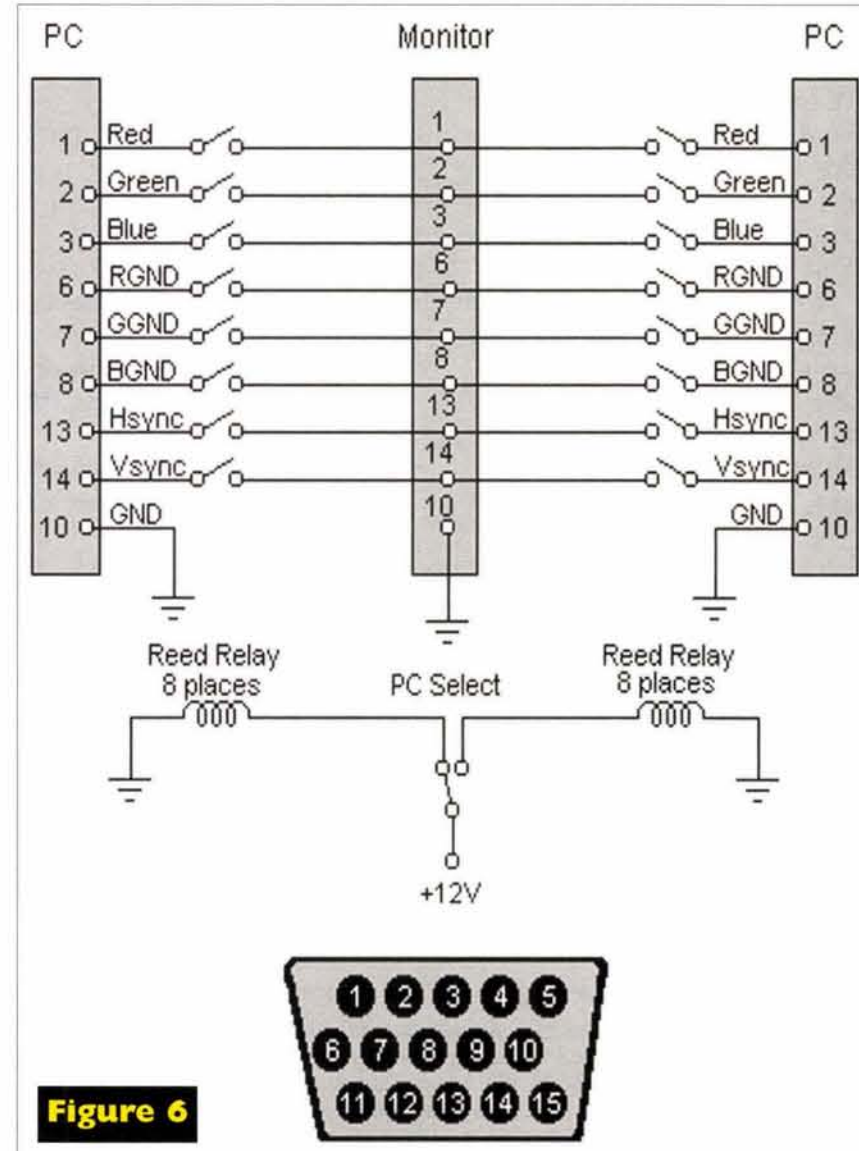 PC Monitor PC
1 Red 1 Red 1
2 Green 2 Green 2
3 Blue 3 Blue 3
6 RGND 6 RGND 6
7 GGND 7 GGND 7
8 BGND 8 BGND 8
13 Hsync 13 Hsync 13
14 Vsync 14 Vsync 14
10 GND 10 GND 10
Reed Relay Reed Relay
8 places PC Select 8 places
+12V
1 2 3 4 5
6 7 8 9 10
11 12 13 14 15
Figure 6